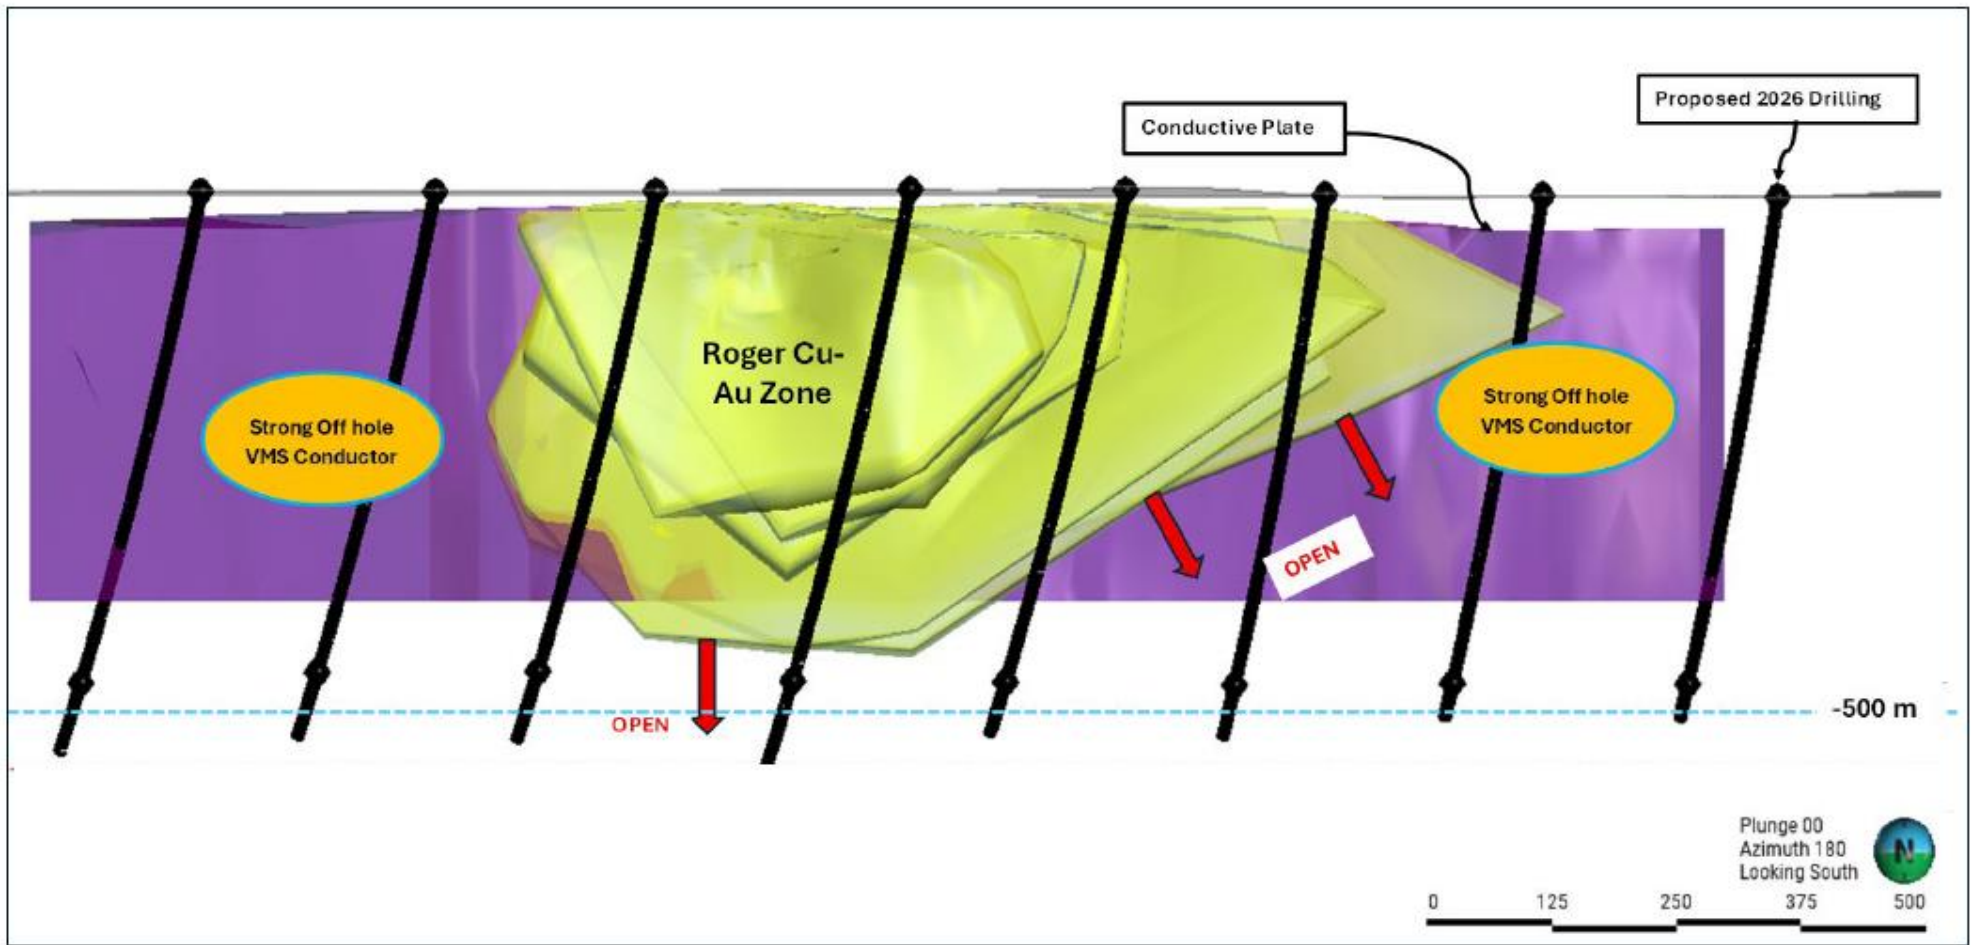 Proposed 2026 Drilling
Conductive Plate
Roger Cu-
Au Zone
Strong Off hole
VMS Conductor
Strong Off hole
VMS Conductor
OPEN
OPEN
-500 m
Plunge 00
Azimuth 180
Looking South
N
0 125 250 375 500